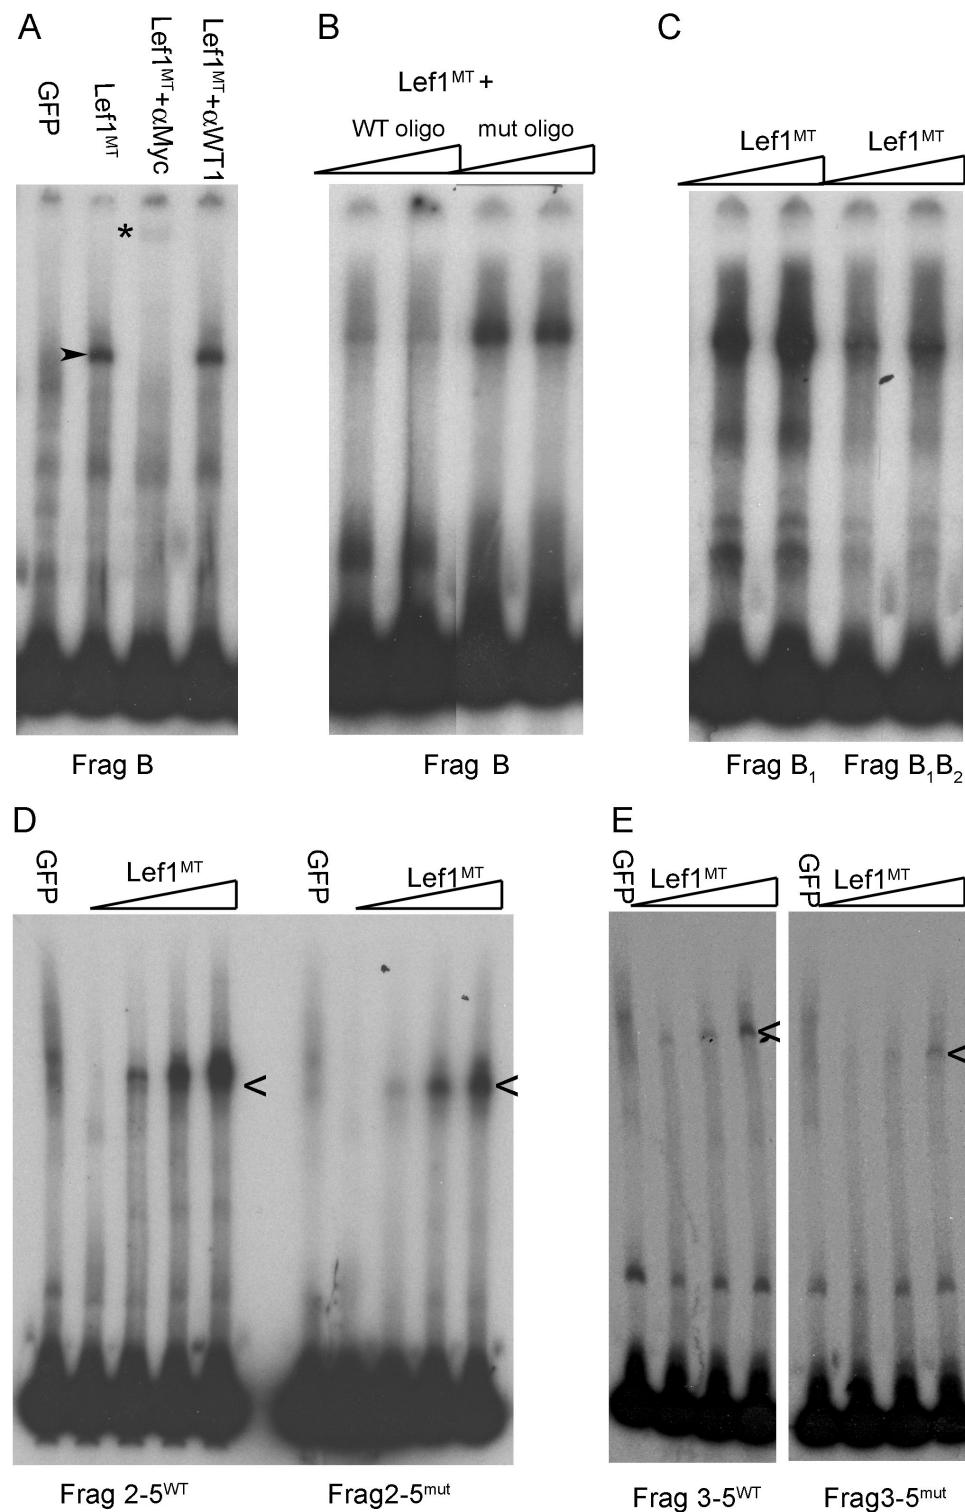 A
GFP
Lef1MT
Lef1MT+αMyc
Lef1MT+αWT1
*
Frag B
B
Lef1MT +
WT oligo
mut oligo
Frag B
C
Lef1MT
Lef1MT
Frag B1
Frag B1B2
D
GFP
Lef1MT
GFP
Lef1MT
<
<
Frag 2-5WT
Frag2-5mut
E
GFP
Lef1MT
GFP
Lef1MT
<
<
Frag 3-5WT
Frag3-5mut